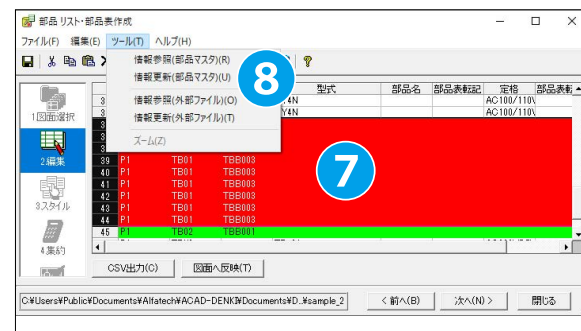 部品リスト・部品表作成
ファイル(F) 編集(E) ツール(T) ヘルプ(H)
情報参照(部品マスタ)(R)
情報更新(部品マスタ)(U)
情報参照(外部ファイル)(O)
情報更新(外部ファイル)(T)
ズーム(Z)
8
型式 部品名 部品表転記 定格 部品表転
Y4N AC100/110\
Y4N AC100/110\
39 P1 TB01 TBB003
40 P1 TB01 TBB003
41 P1 TB01 TBB003
42 P1 TB01 TBB003
43 P1 TB01 TBB003
44 P1 TB01 TBB003
45 P1 TB02 TBB001
7
1.図面選択
2.編集
3.スタイル
4.集約
CSV出力(C) 図面へ反映(T)
C:¥Users¥Public¥Documents¥Alfatech¥ACAD-DENKI¥Documents¥D..¥sample_2
< 前へ(B) 次へ(N) > 閉じる